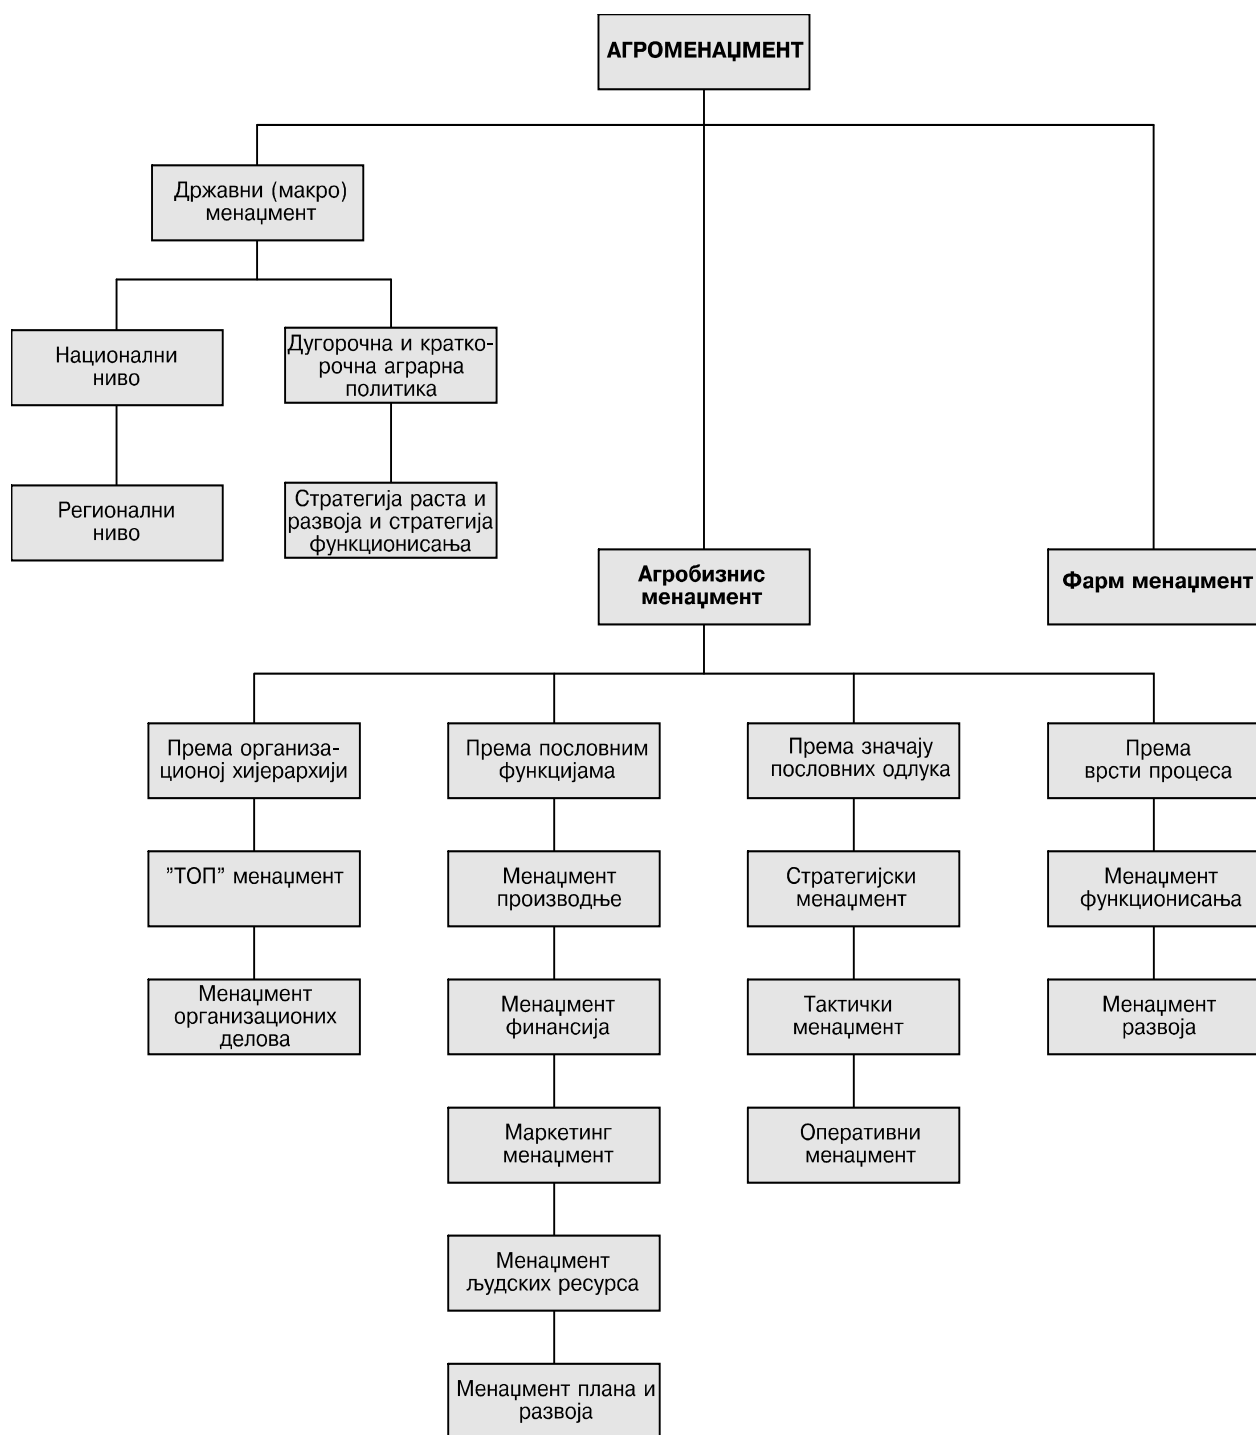 АГРОМЕНАЏМЕНТ
Државни (макро)
менаџмент
Национални
ниво
Дугорочна и кратко-
рочна аграрна
политика
Регионални
ниво
Стратегија раста и
развоја и стратегија
функционисања
Агробизнис
менаџмент
Фарм менаџмент
Према организа-
ционој хијерархији
Према пословним
функцијама
Према значају
пословних одлука
Према
врсти процеса
”ТОП” менаџмент
Менаџмент
производње
Стратегијски
менаџмент
Менаџмент
функционисања
Менаџмент
организационих
делова
Менаџмент
финансија
Тактички
менаџмент
Менаџмент
развоја
Маркетинг
менаџмент
Оперативни
менаџмент
Менаџмент
људских ресурса
Менаџмент плана и
развоја